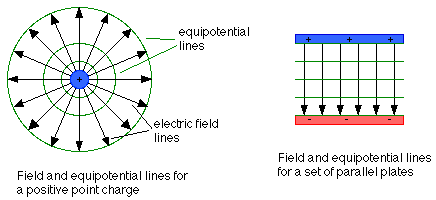 equipotential
lines
+
electric field
lines
Field and equipotential lines for
a positive point charge
+ + +
- - -
Field and equipotential lines
for a set of parallel plates